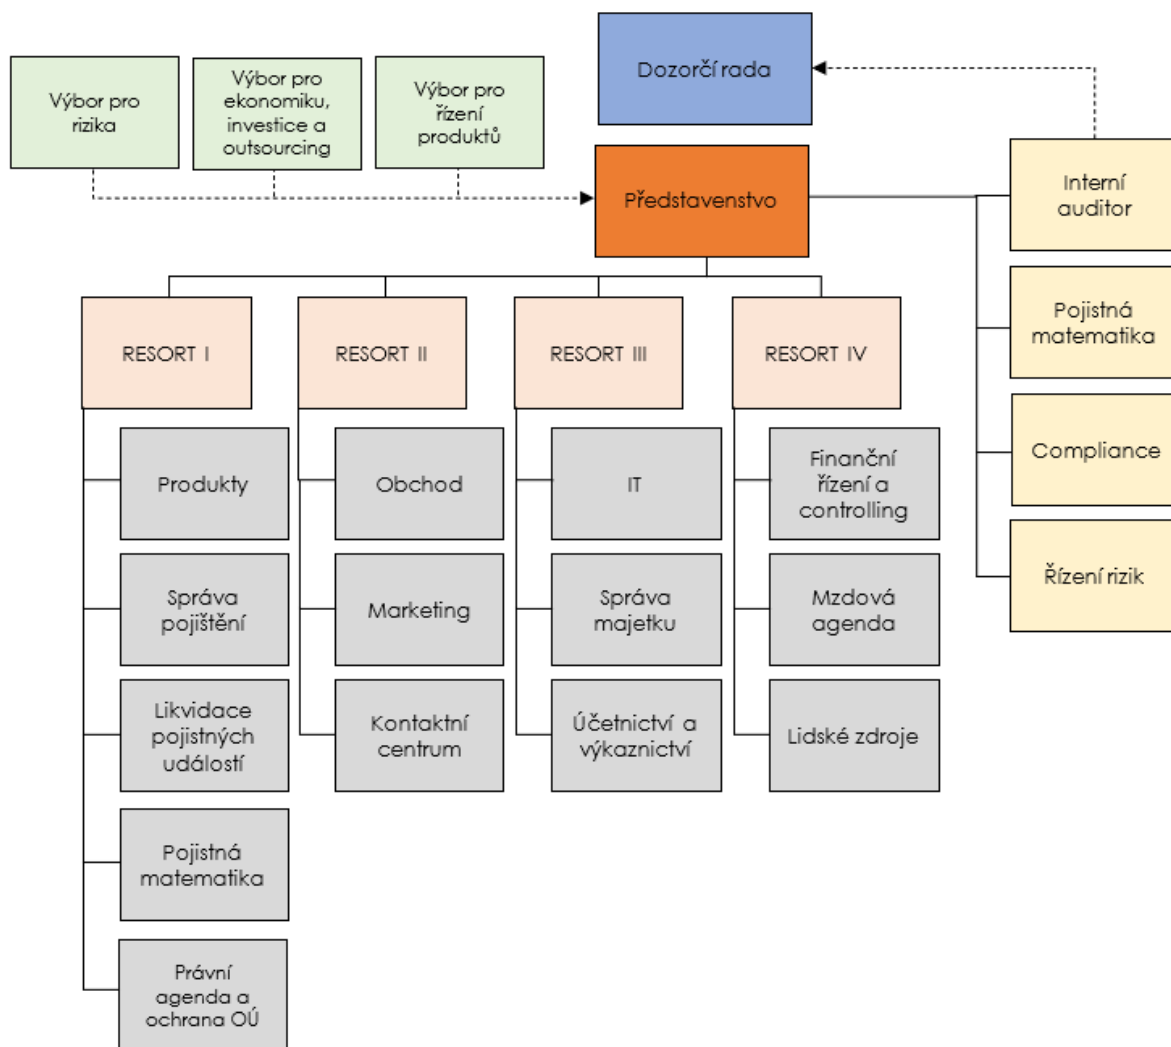 Dozorčí rada
Výbor pro
rizika
Výbor pro
ekonomiku,
investice a
outsourcing
Výbor pro
řízení
produktů
Představenstvo
Interní
auditor
Pojistná
matematika
Compliance
Řízení rizik
RESORT I
RESORT II
RESORT III
RESORT IV
Produkty
Správa
pojištění
Likvidace
pojistných
událostí
Pojistná
matematika
Právní
agenda a
ochrana OÚ
Obchod
Marketing
Kontaktní
centrum
IT
Správa
majetku
Účetnictví a
výkaznictví
Finanční
řízení a
controlling
Mzdová
agenda
Lidské zdroje